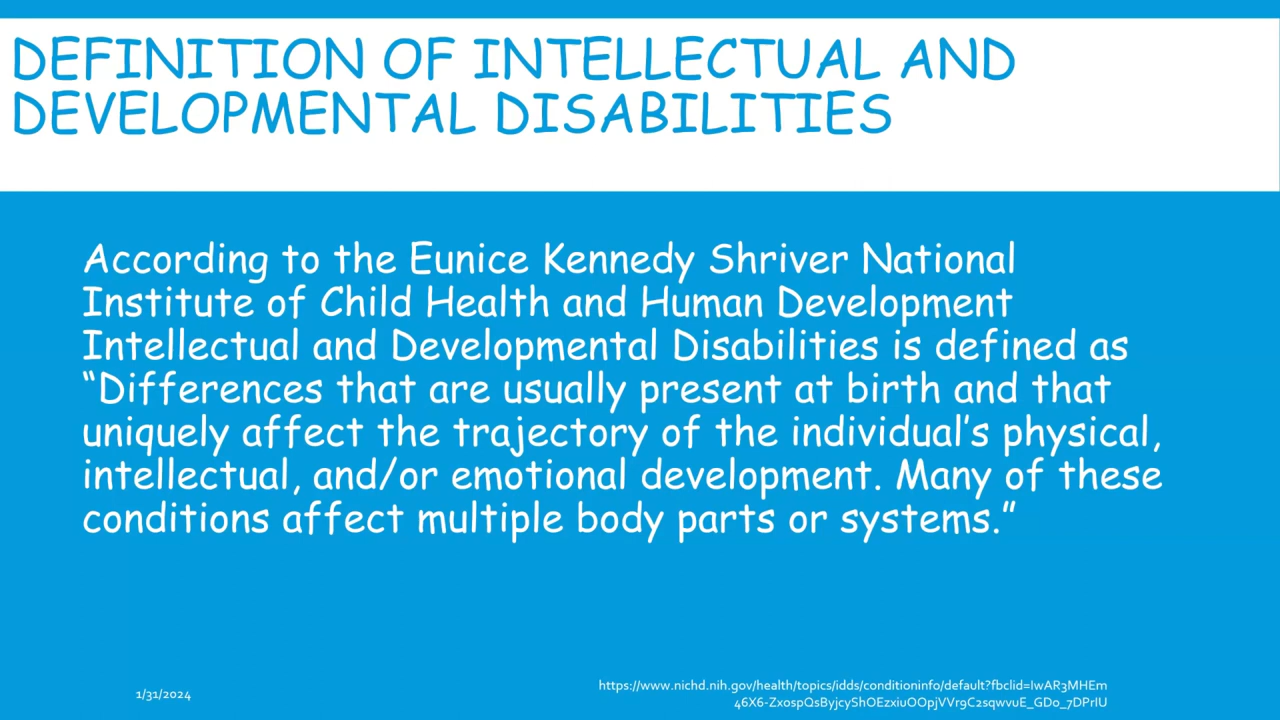 DEFINITION OF INTELLECTUAL AND
DEVELOPMENTAL DISABILITIES
According to the Eunice Kennedy Shriver National
Institute of Child Health and Human Development
Intellectual and Developmental Disabilities is defined as
“Differences that are usually present at birth and that
uniquely affect the trajectory of the individual’s physical,
intellectual, and/or emotional development. Many of these
conditions affect multiple body parts or systems.”
1/31/2024
https://www.nichd.nih.gov/health/topics/idds/conditioninfo/default?fbclid=IwAR3MHEm
46X6-ZxospQsByjcyShOEzxiuOOpjVVr9C2sqwvuE_GDo_7DPrIU